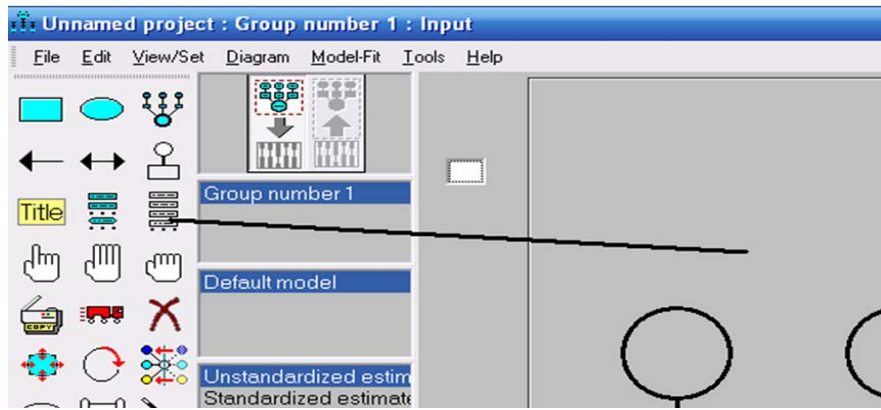 Unnamed project : Group number 1 : Input
File Edit View/Set Diagram Model-Fit Tools Help
Title
Group number 1
Default model
COPY
Unstandardized estim
Standardized estimate